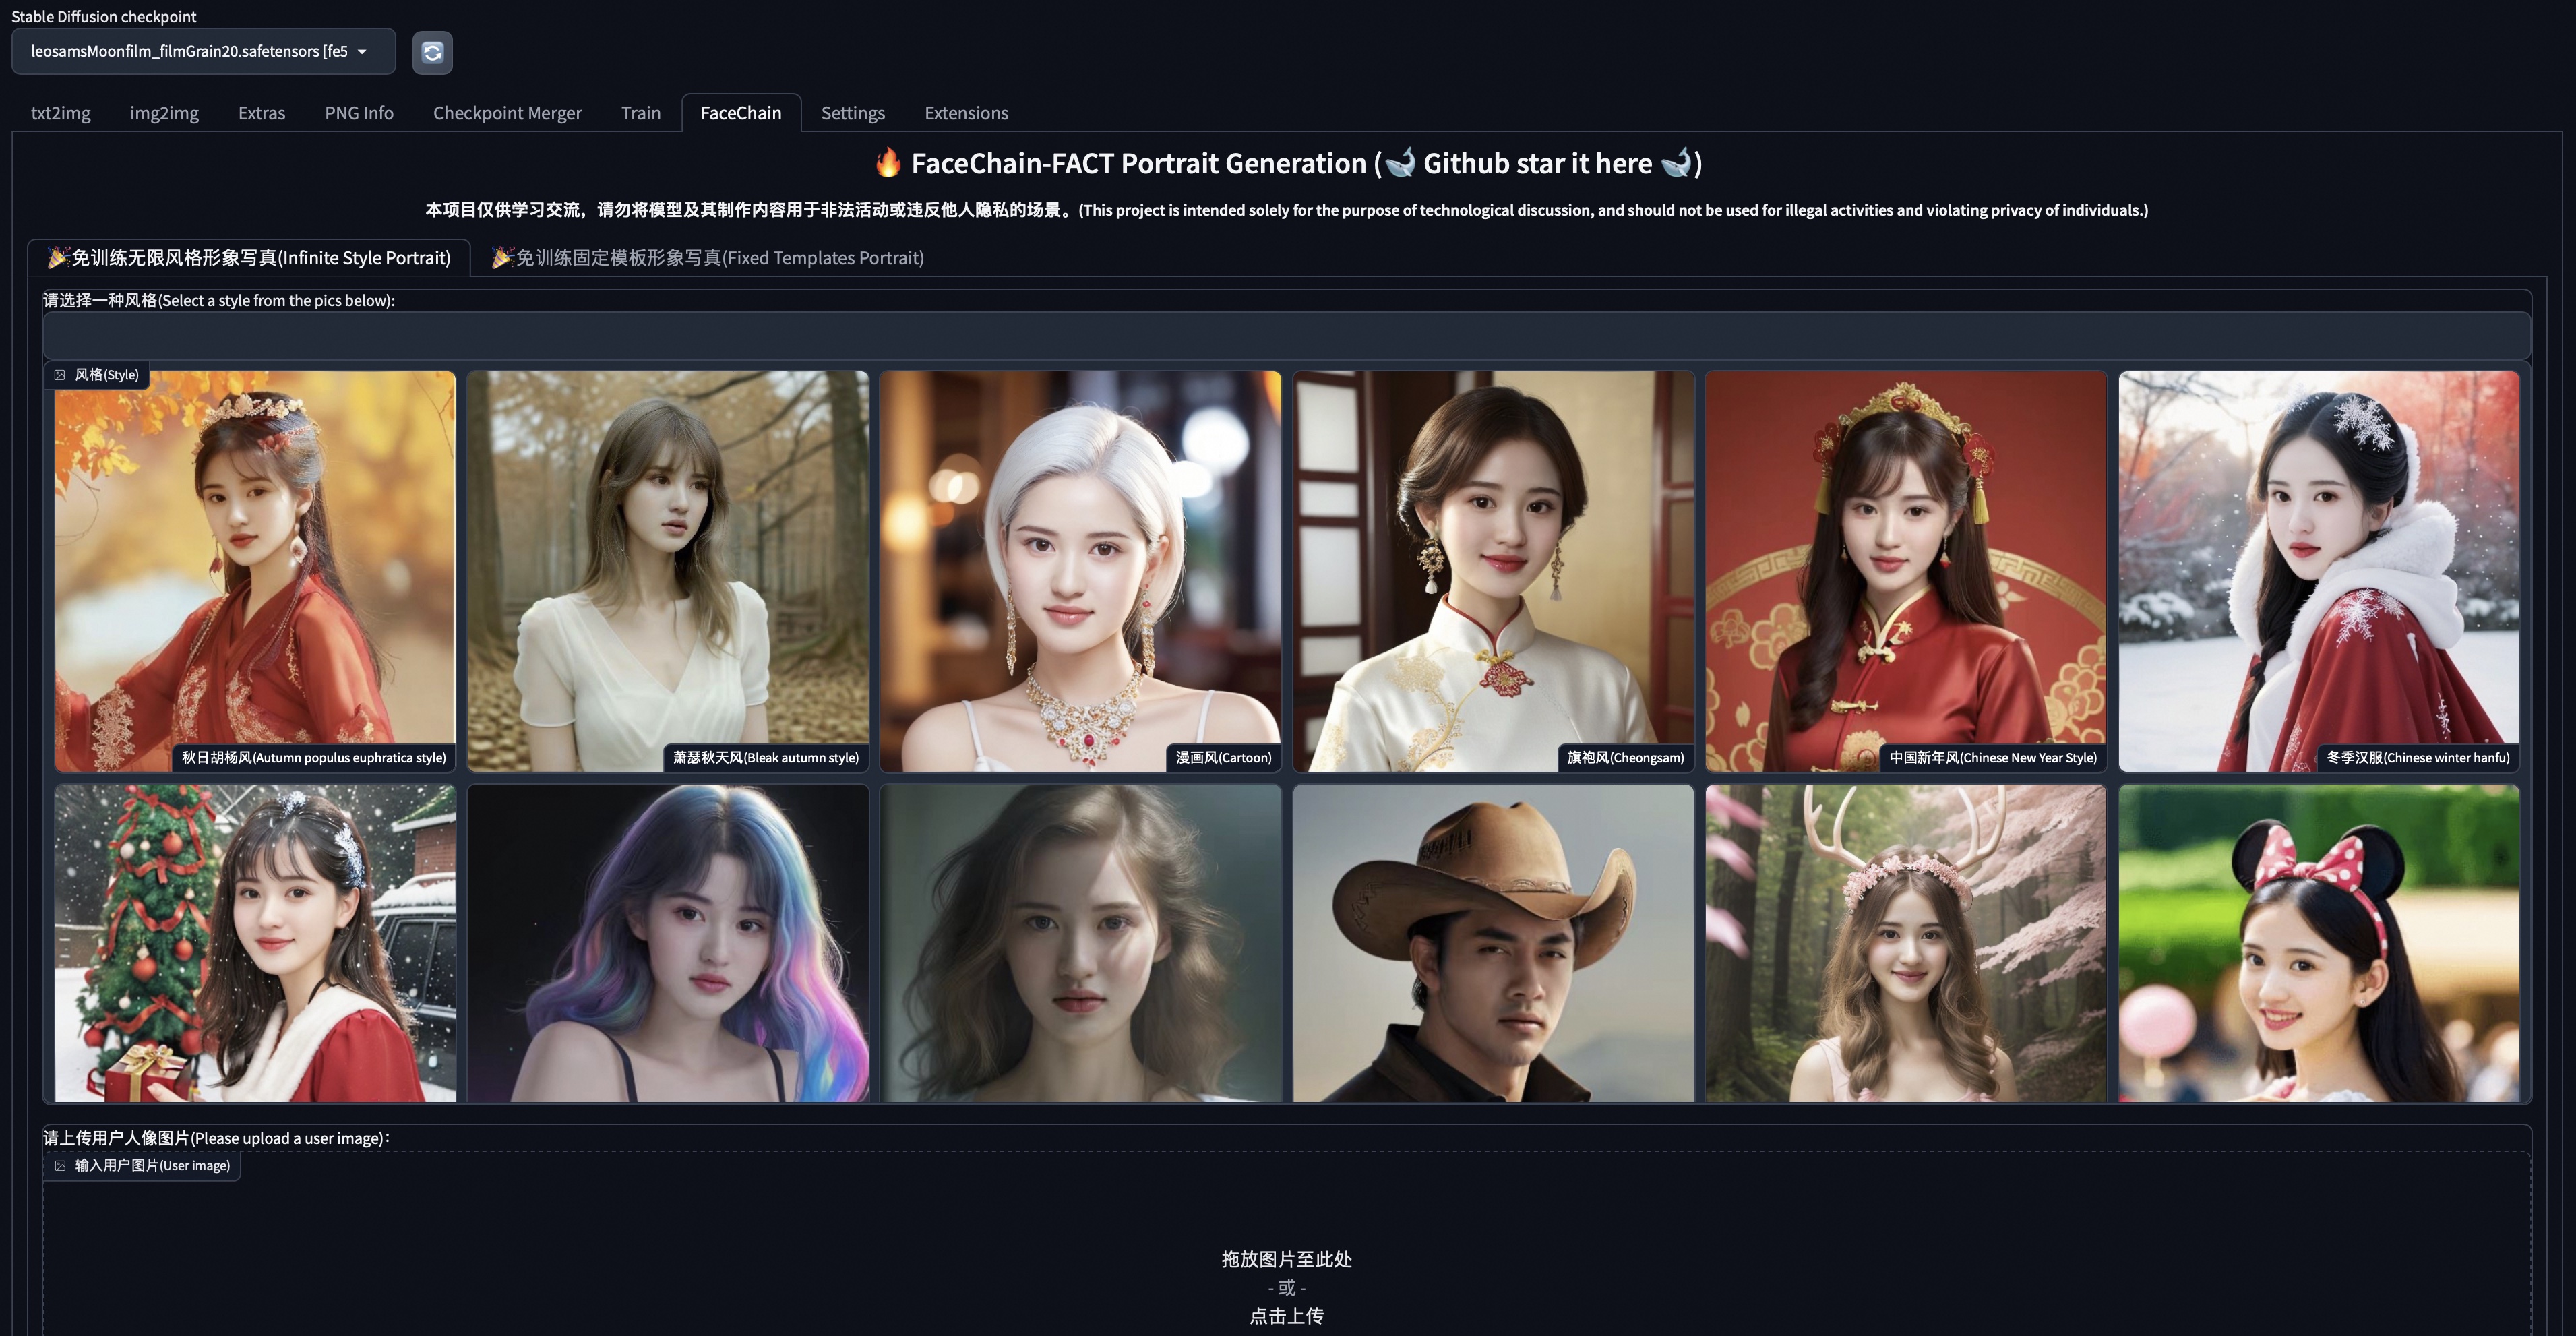 Stable Diffusion checkpoint
leosamsMoonfilm_filmGrain20.safetensors [fe5
txt2img img2img Extras PNG Info Checkpoint Merger Train FaceChain Settings Extensions
🔥 FaceChain-FACT Portrait Generation (🐋 Github star it here 🐋)
本项目仅供学习交流，请勿将模型及其制作内容用于非法活动或违反他人隐私的场景。(This project is intended solely for the purpose of technological discussion, and should not be used for illegal activities and violating privacy of individuals.)
🎉免训练无限风格形象写真(Infinite Style Portrait) 🎉免训练固定模板形象写真(Fixed Templates Portrait)
请选择一种风格(Select a style from the pics below):
风格(Style)
秋日胡杨风(Autumn populus euphratica style) 萧瑟秋天风(Bleak autumn style) 漫画风(Cartoon) 旗袍风(Cheongsam) 中国新年风(Chinese New Year Style) 冬季汉服(Chinese winter hanfu)
请上传用户人像图片(Please upload a user image)：
输入用户图片(User image)
拖放图片至此处
- 或 -
点击上传